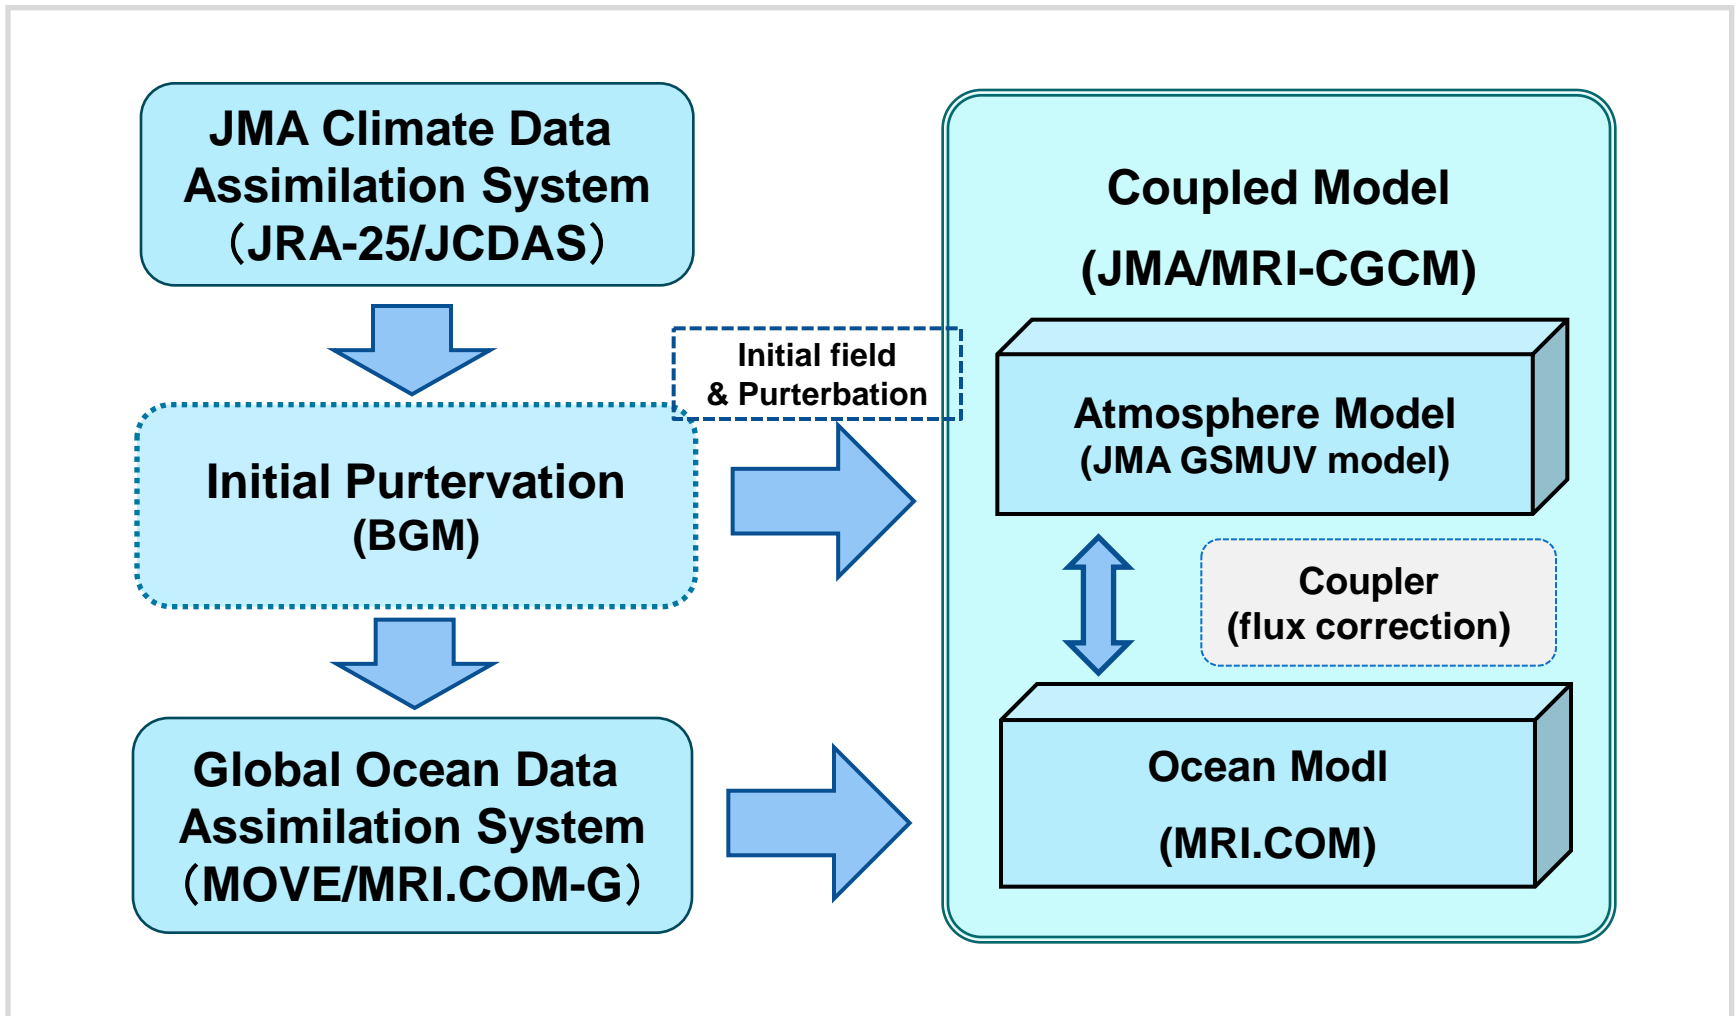 JMA Climate Data
Assimilation System
（JRA-25/JCDAS）
Initial Purtervation
(BGM)
Global Ocean Data
Assimilation System
（MOVE/MRI.COM-G）
Initial field
& Purterbation
Coupled Model
(JMA/MRI-CGCM)
Atmosphere Model
(JMA GSMUV model)
Coupler
(flux correction)
Ocean Modl
(MRI.COM)